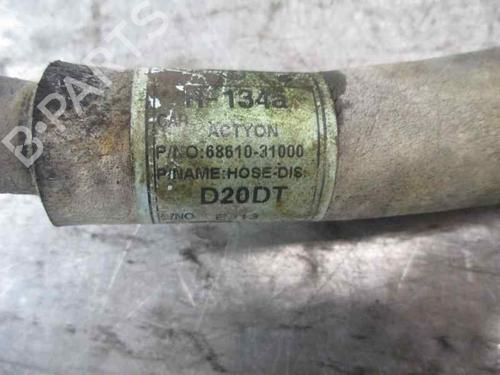 R-134a
CAR
ACTYON
P/NO:68610-31000
P/NAME:HOSE-DIS
D20DT
B-PARTS